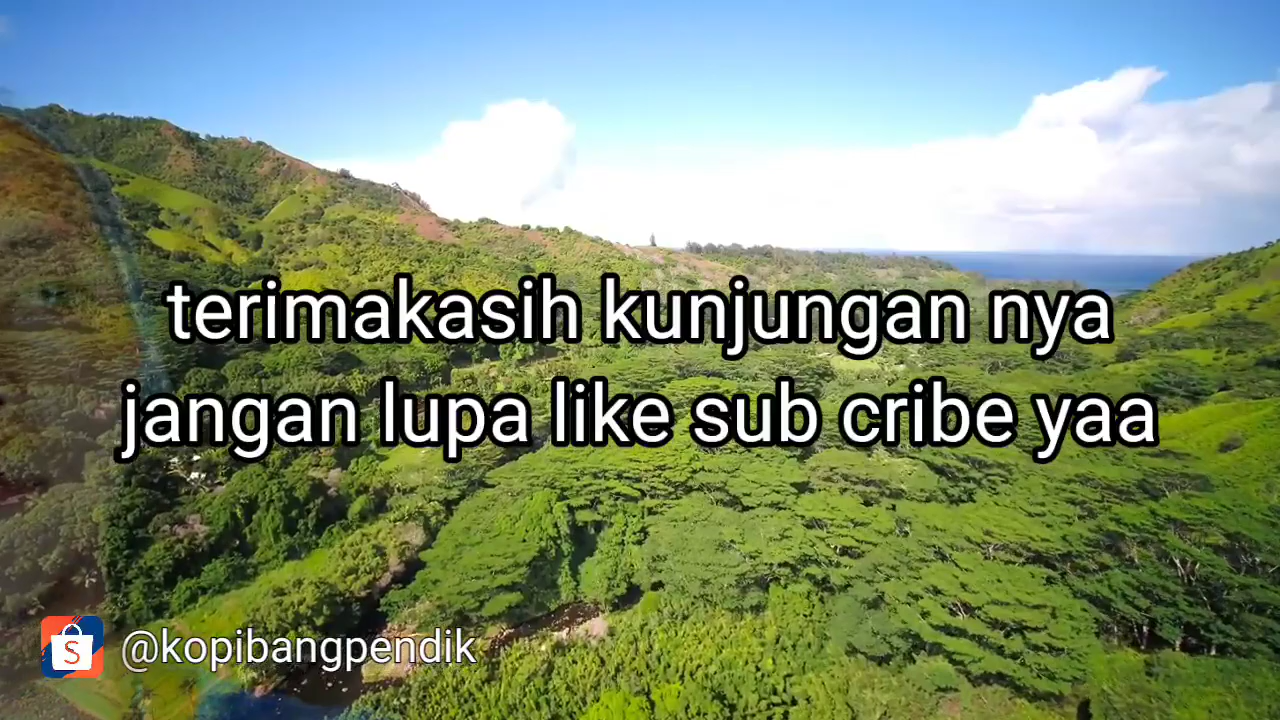 terimakasih kunjungan nya
jangan lupa like sub cribe yaa
S
@kopibangpendik